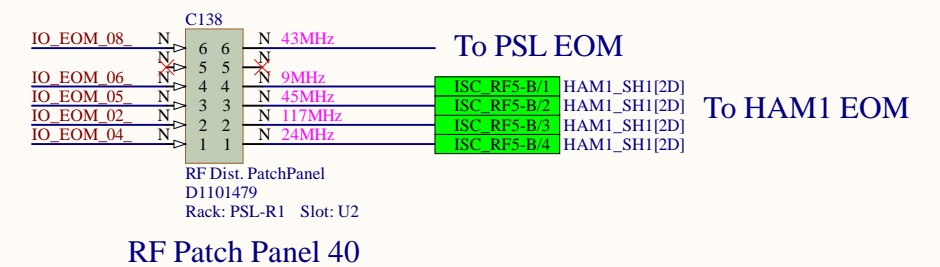 C138
IO_EOM_08_ N 6 6 N 43MHz To PSL EOM
N 5 5 N
IO_EOM_06_ N 4 4 N 9MHz ISC_RF5-B/1 HAM1_SH1[2D]
IO_EOM_05_ N 3 3 N 45MHz ISC_RF5-B/2 HAM1_SH1[2D] To HAM1 EOM
IO_EOM_02_ N 2 2 N 117MHz ISC_RF5-B/3 HAM1_SH1[2D]
IO_EOM_04_ N 1 1 N 24MHz ISC_RF5-B/4 HAM1_SH1[2D]
RF Dist. PatchPanel
D1101479
Rack: PSL-R1 Slot: U2
RF Patch Panel 40